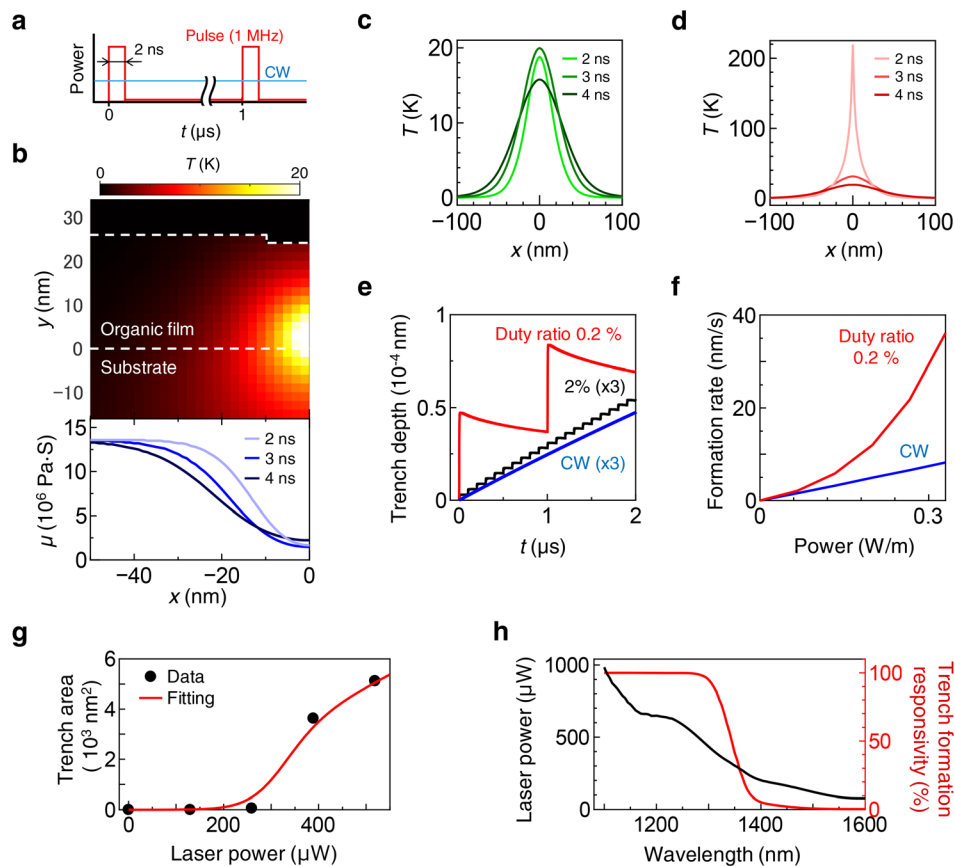 a
Pulse (1 MHz)
2 ns
Power
CW
0
1
t (μs)
b
T (K)
0
20
30
20
10
0
−10
y (nm)
Organic film
Substrate
15
10
5
0
μ (10⁶ Pa·S)
2 ns
3 ns
4 ns
−40
−20
0
x (nm)
c
20
10
0
T (K)
2 ns
3 ns
4 ns
−100
0
100
x (nm)
d
200
100
0
T (K)
2 ns
3 ns
4 ns
−100
0
100
x (nm)
e
1
0.5
0
Trench depth (10⁻⁴ nm)
Duty ratio 0.2 %
2% (x3)
CW (x3)
0
1
2
t (μs)
f
40
20
0
Formation rate (nm/s)
Duty ratio
0.2 %
CW
0
0.3
Power (W/m)
g
6
4
2
0
Trench area
( 10³ nm²)
Data
Fitting
0
200
400
Laser power (μW)
h
1000
500
0
Laser power (μW)
100
50
0
Trench formation
responsivity (%)
1200
1400
1600
Wavelength (nm)